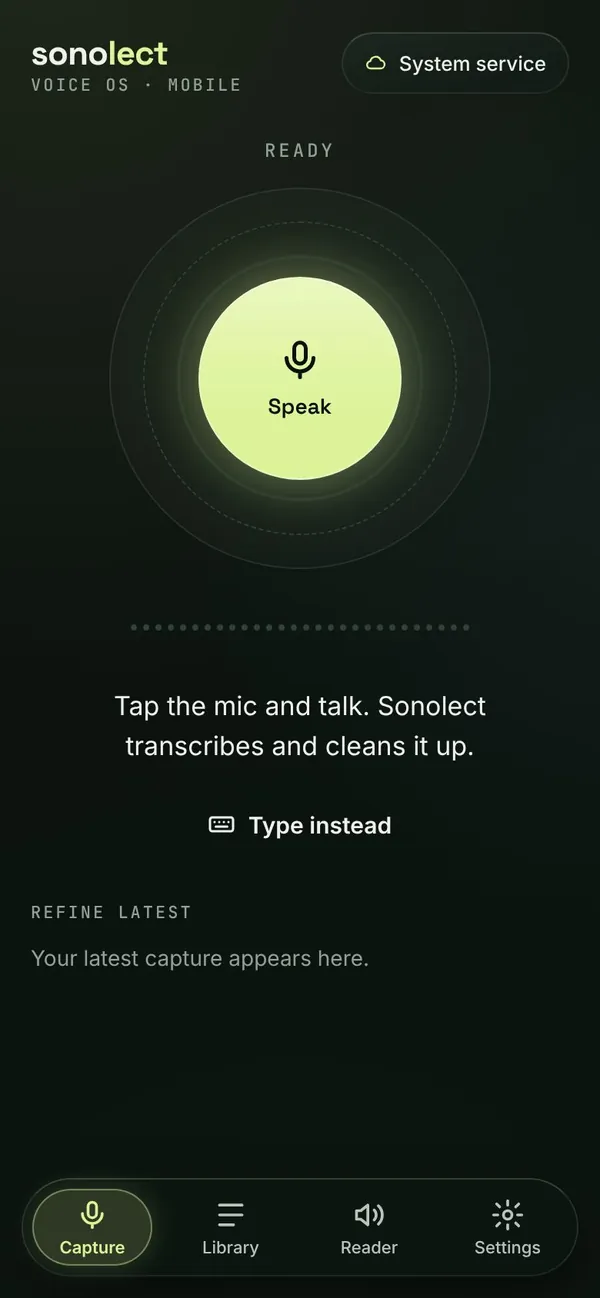 sonolect
VOICE OS · MOBILE
System service
READY
Speak
Tap the mic and talk. Sonolect
transcribes and cleans it up.
Type instead
REFINE LATEST
Your latest capture appears here.
Capture
Library
Reader
Settings